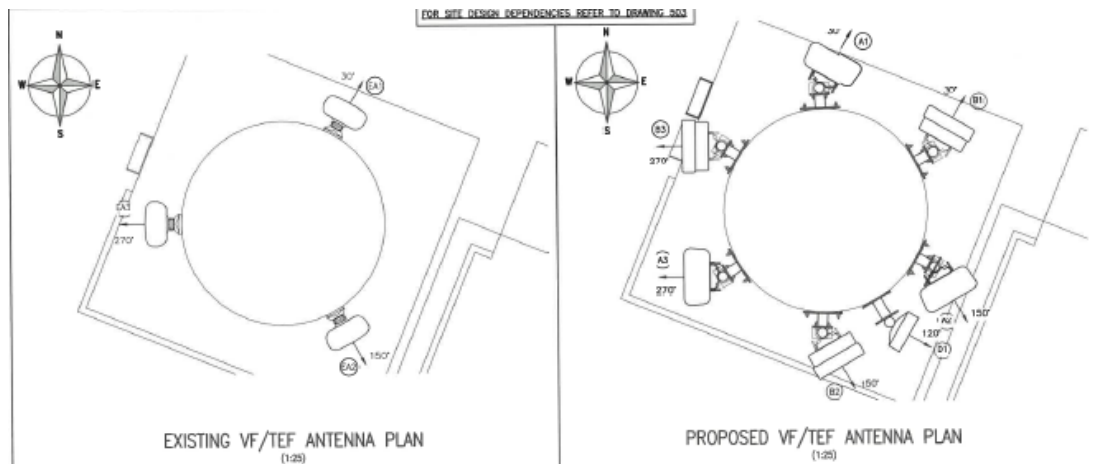 FOR SITE DESIGN DEPENDENCIES REFER TO DRAWING 503
N
W E
S
30°
EA1
EA3
270°
150°
EA2
EXISTING VF/TEF ANTENNA PLAN
(1:25)
N
W E
S
30°
A1
30°
B3
270°
A3
270°
A2
150°
120°
D1
B2
150°
PROPOSED VF/TEF ANTENNA PLAN
(1:25)